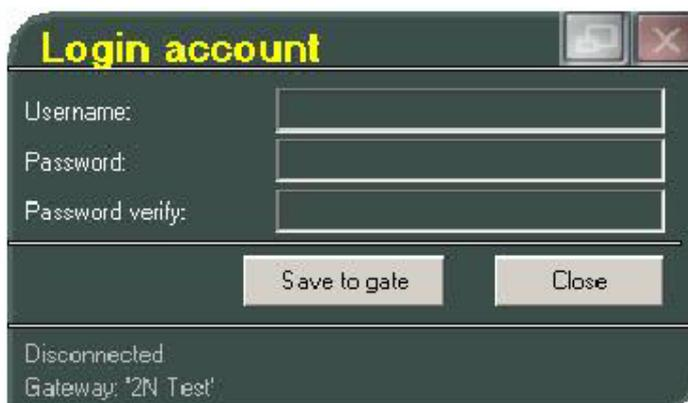 Login account
Username:
Password:
Password verify:
Save to gate
Close
Disconnected
Gateway: '2N Test'